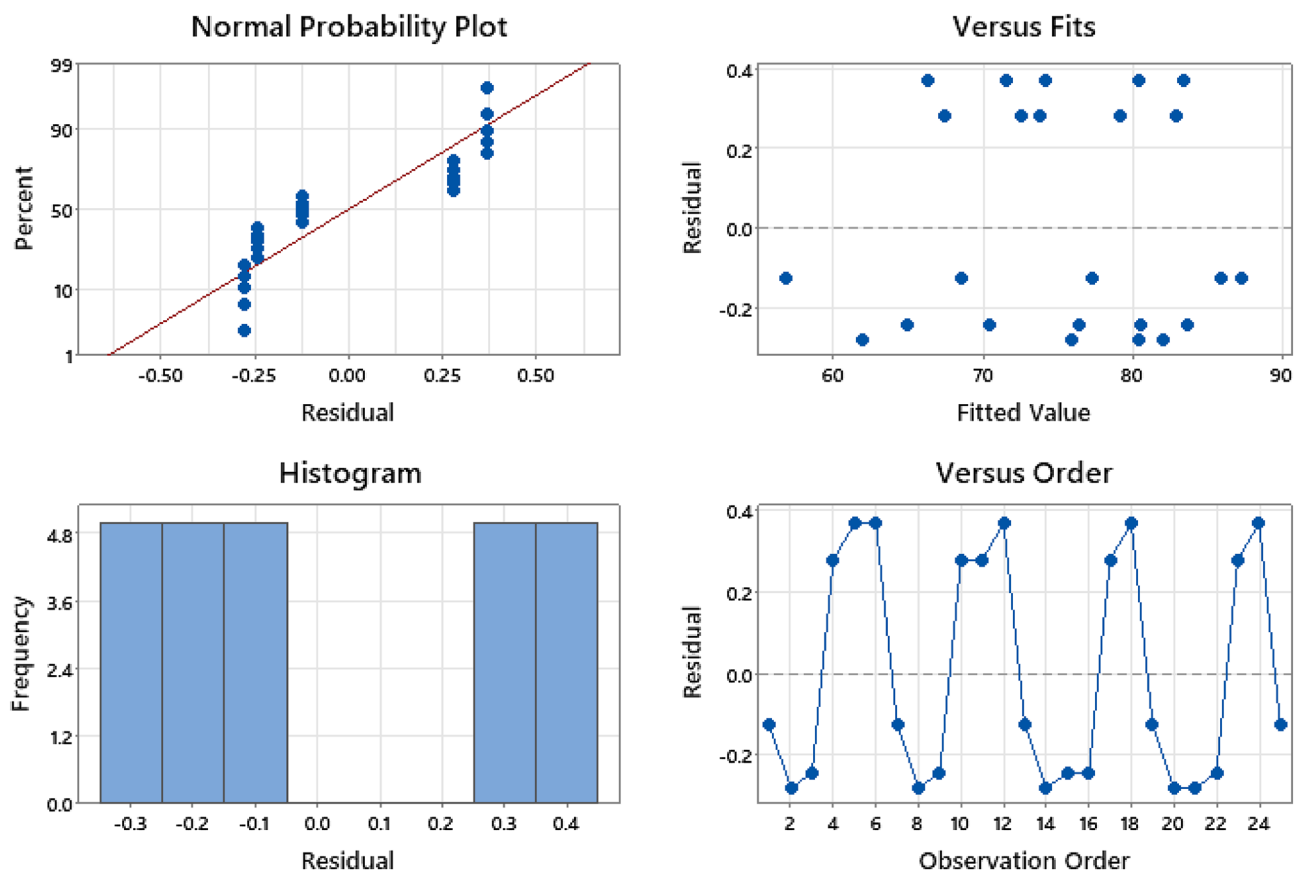 Normal Probability Plot
99
90
50
10
1
Percent
-0.50 -0.25 0.00 0.25 0.50
Residual
Versus Fits
0.4
0.2
0.0
-0.2
Residual
60 70 80 90
Fitted Value
Histogram
4.8
3.6
2.4
1.2
0.0
Frequency
-0.3 -0.2 -0.1 0.0 0.1 0.2 0.3 0.4
Residual
Versus Order
0.4
0.2
0.0
-0.2
Residual
2 4 6 8 10 12 14 16 18 20 22 24
Observation Order